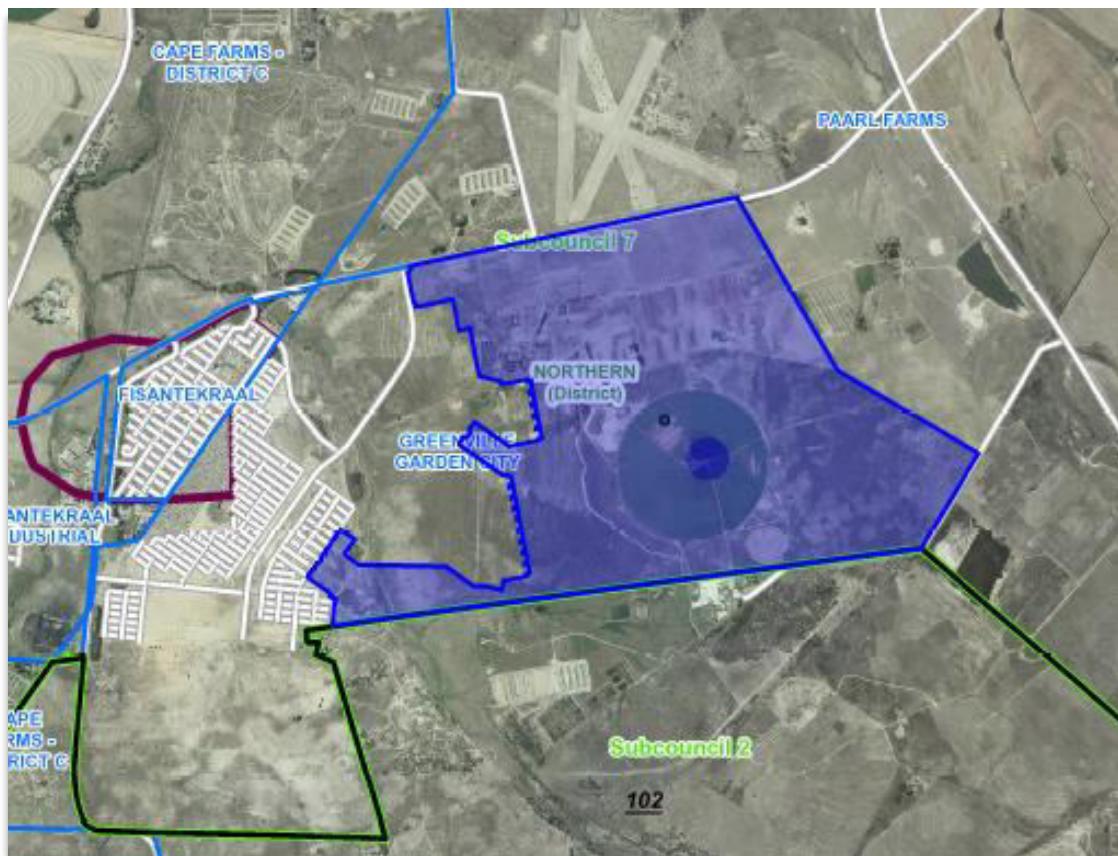 CAPE FARMS -
DISTRICT C
PAARL FARMS
Subcouncil 7
NORTHERN
(District)
FISANTEKRAAL
GREENVILLE
GARDEN CITY
ANTEKRAAL
DUSTRIAL
APE
RMS -
RICT C
Subcouncil 2
102